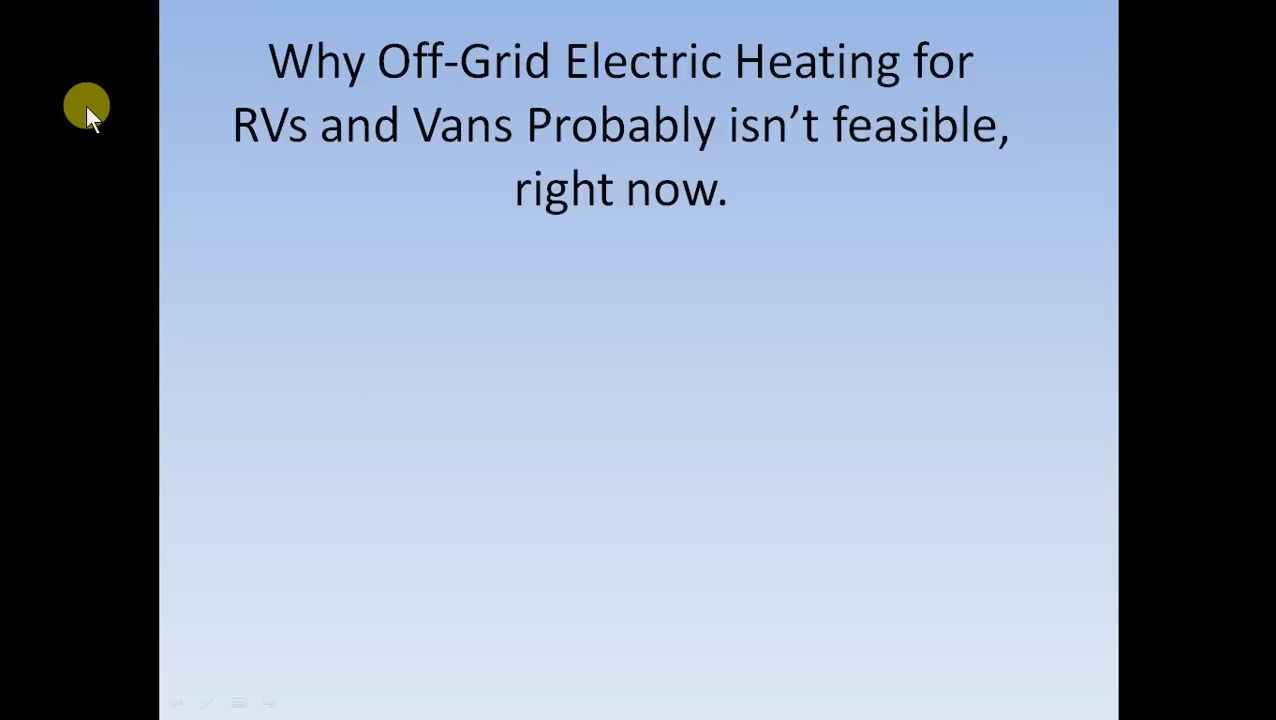 Why Off-Grid Electric Heating for
RVs and Vans Probably isn’t feasible,
right now.